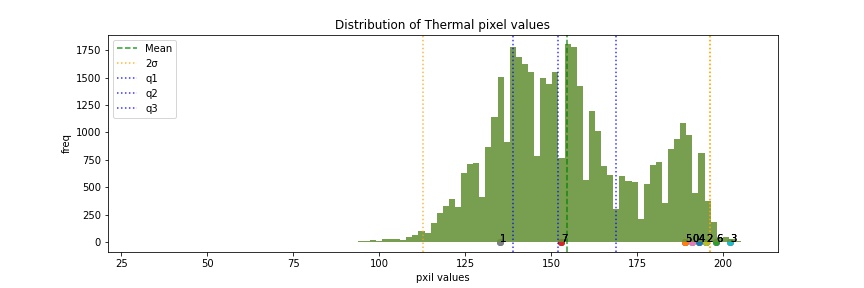 Distribution of Thermal pixel values
Mean
2σ
q1
q2
q3
freq
1750
1500
1250
1000
750
500
250
0
1 7 5 0 4 2 6 3
25 50 75 100 125 150 175 200
pxil values